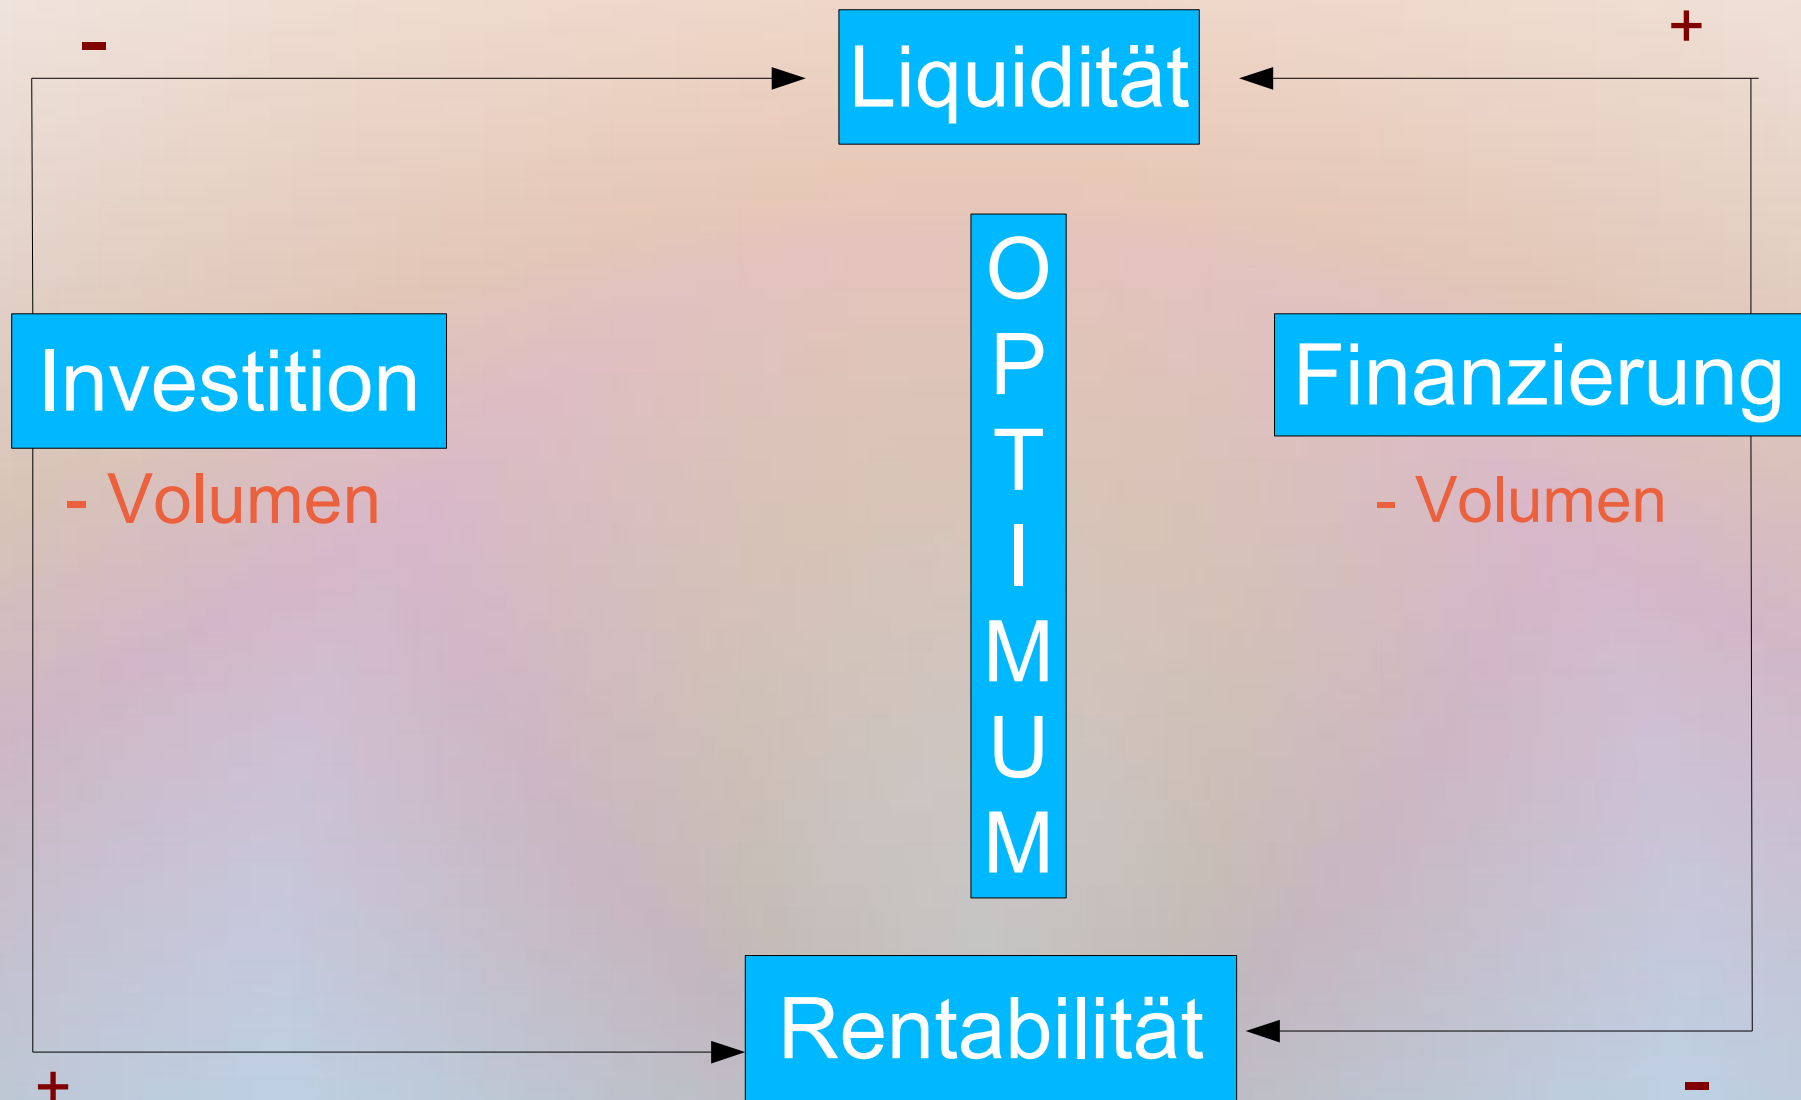 -
+
Liquidität
O
P
T
I
M
U
M
Investition
Finanzierung
- Volumen
- Volumen
Rentabilität
+
-